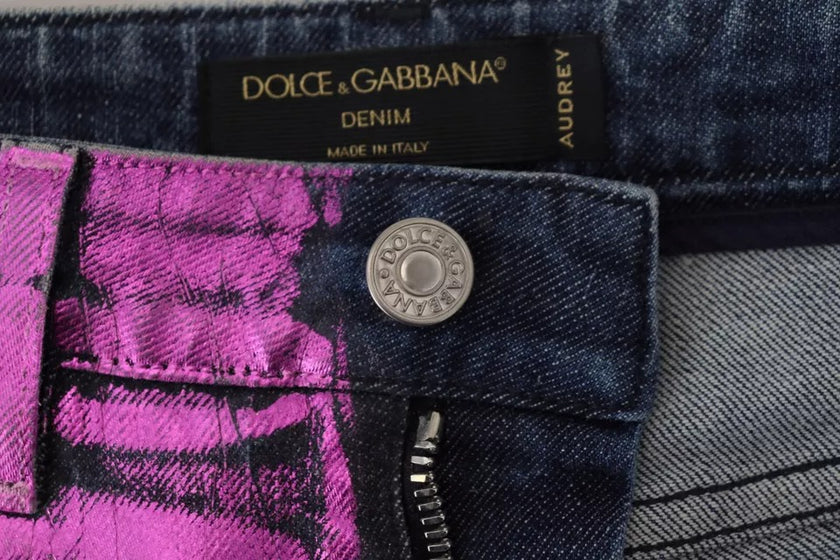 DOLCE & GABBANA®
DENIM
MADE IN ITALY
AUDREY
DOLCE&GABBANA